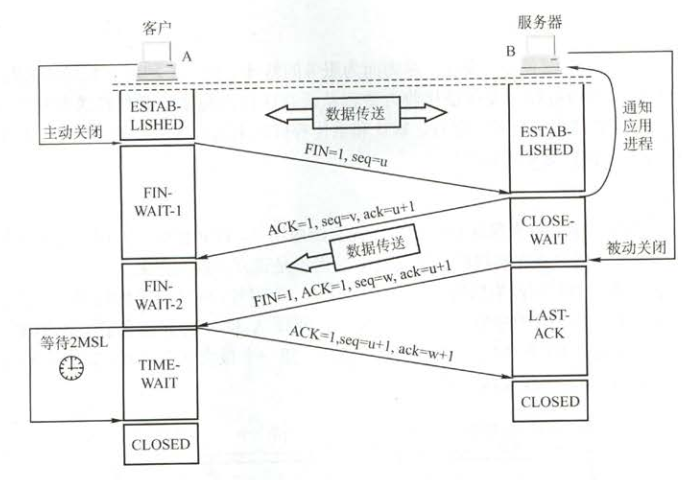 客户
服务器
A
B
ESTAB-
LISHED
数据传送
ESTAB-
LISHED
通知
应用
进程
主动关闭
FIN=1, seq=u
FIN-
WAIT-1
ACK=1, seq=v, ack=u+1
CLOSE-
WAIT
数据传送
被动关闭
FIN-
WAIT-2
FIN=1, ACK=1, seq=w, ack=u+1
LAST-
ACK
等待2MSL
ACK=1,seq=u+1, ack=w+1
TIME-
WAIT
CLOSED
CLOSED